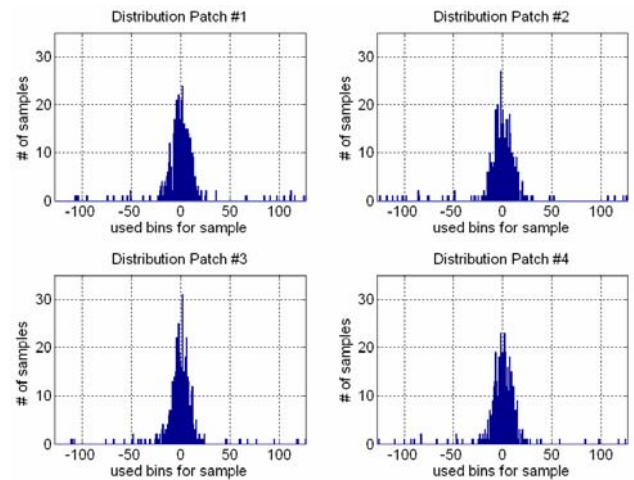 Distribution Patch #1
30
20
10
0
# of samples
-100 -50 0 50 100
used bins for sample
Distribution Patch #2
30
20
10
0
# of samples
-100 -50 0 50 100
used bins for sample
Distribution Patch #3
30
20
10
0
# of samples
-100 -50 0 50 100
used bins for sample
Distribution Patch #4
30
20
10
0
# of samples
-100 -50 0 50 100
used bins for sample